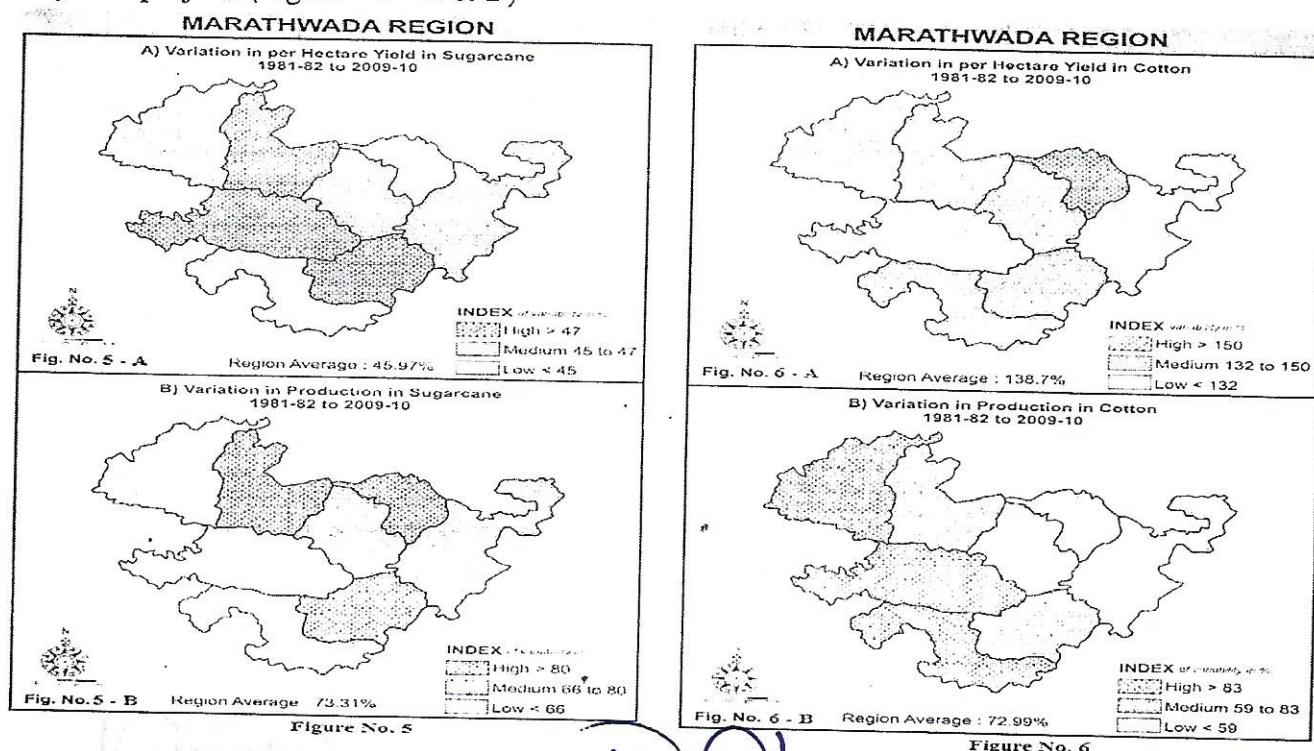 MARATHWADA REGION
A) Variation in per Hectare Yield in Sugarcane
1981-82 to 2009-10
N
INDEX
High > 47
Medium 45 to 47
Low < 45
Fig. No. 5 - A
Region Average : 45.97%
B) Variation in Production in Sugarcane
1981-82 to 2009-10
N
INDEX
High > 80
Medium 66 to 80
Low < 66
Fig. No. 5 - B
Region Average 73.31%
Figure No. 5
MARATHWADA REGION
A) Variation in per Hectare Yield in Cotton
1981-82 to 2009-10
N
INDEX variability in %
High > 150
Medium 132 to 150
Low < 132
Fig. No. 6 - A
Region Average : 138.7%
B) Variation in Production in Cotton
1981-82 to 2009-10
N
INDEX of variability in %
High > 83
Medium 59 to 83
Low < 59
Fig. No. 6 - B
Region Average : 72.99%
Figure No. 6